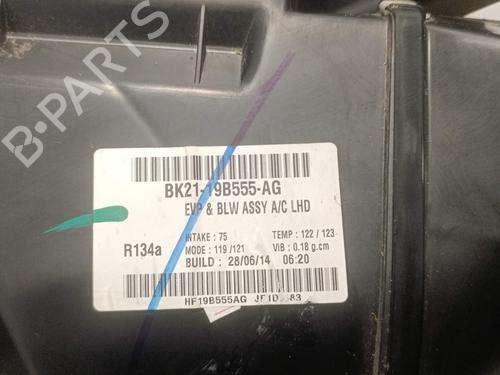 B-PARTS
BK21-19B555-AG
EVP & BLW ASSY A/C LHD
INTAKE : 75 TEMP : 122 / 123
R134a MODE : 119 /121 VIB : 0.18 g.cm
BUILD : 28/06/14 06:20
HF19B555AG